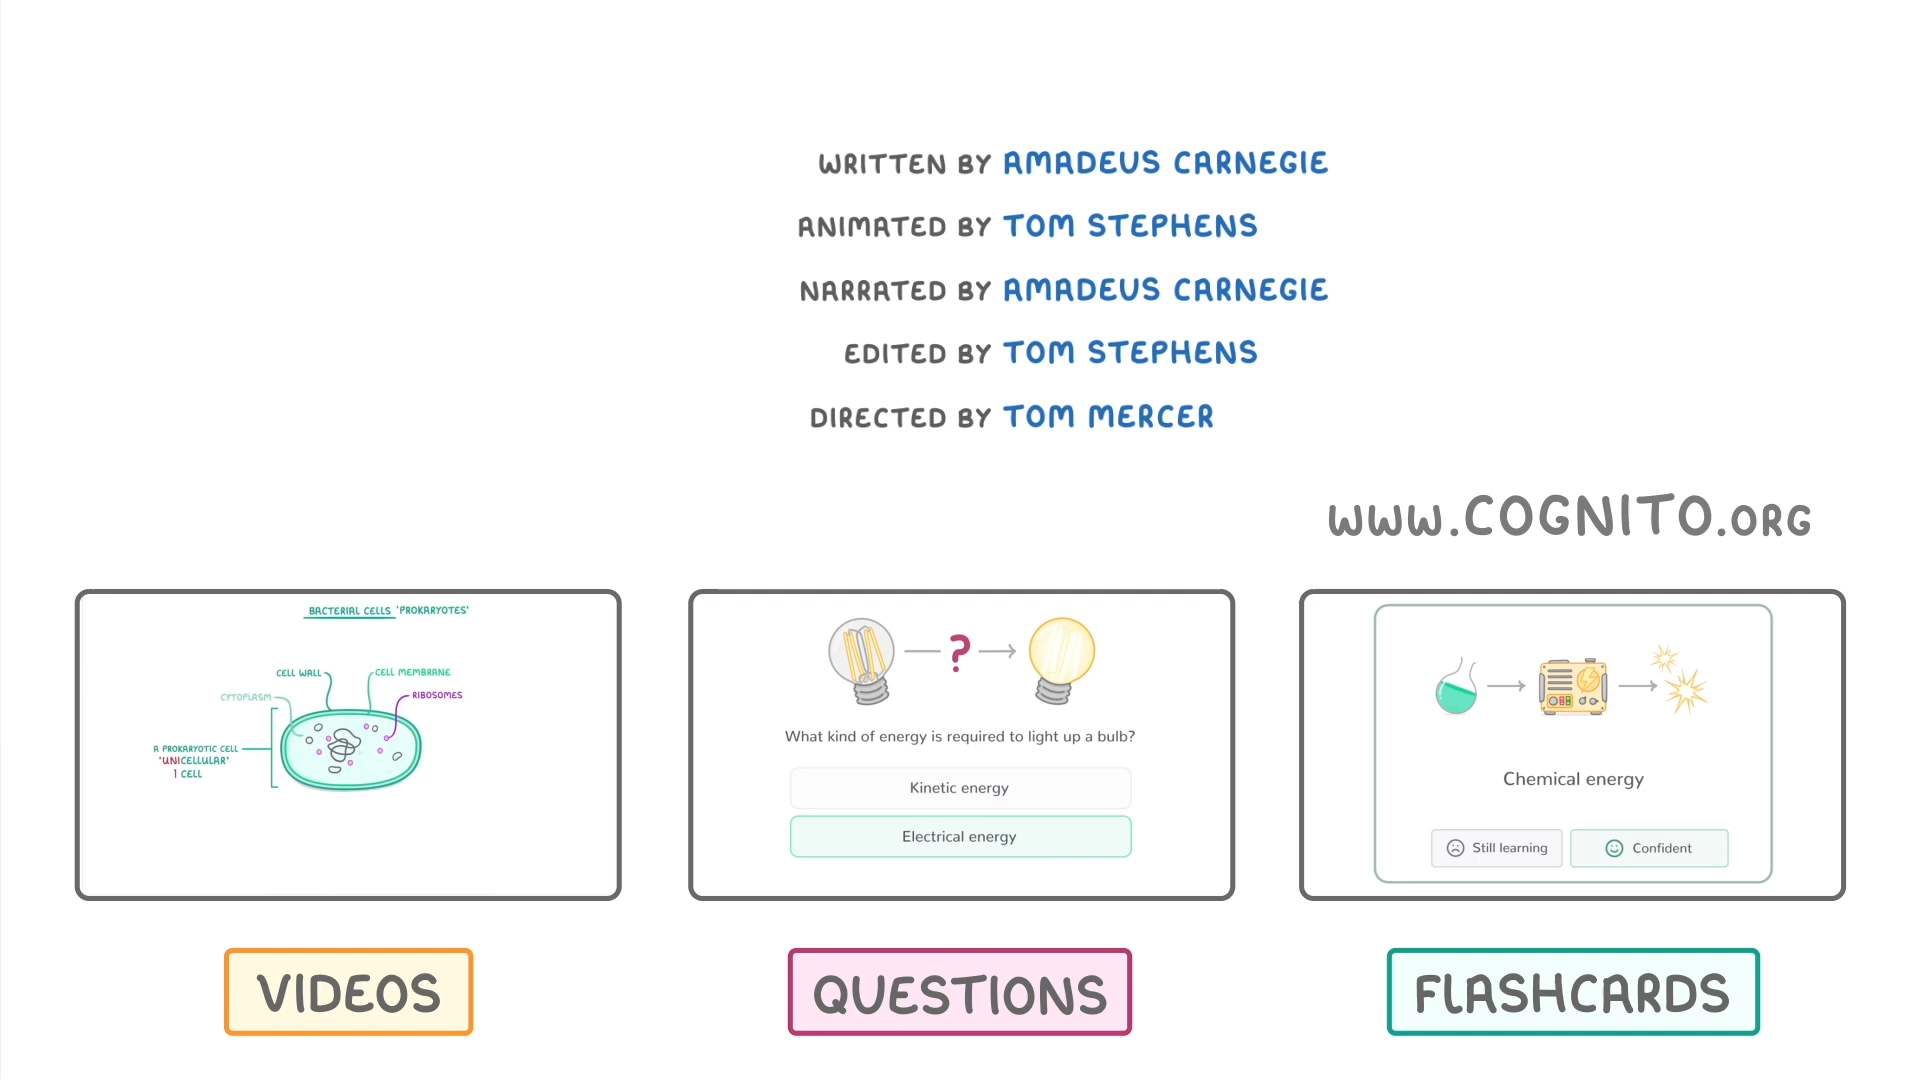 WRITTEN BY AMADEUS CARNEGIE
ANIMATED BY TOM STEPHENS
NARRATED BY AMADEUS CARNEGIE
EDITED BY TOM STEPHENS
DIRECTED BY TOM MERCER
www.COGNITO.ORG
BACTERIAL CELLS 'PROKARYOTES'
CELL WALL
CELL MEMBRANE
CYTOPLASM
RIBOSOMES
A PROKARYOTIC CELL
'UNICELLULAR'
1 CELL
?
What kind of energy is required to light up a bulb?
Kinetic energy
Electrical energy
Chemical energy
Still learning
Confident
VIDEOS
QUESTIONS
FLASHCARDS